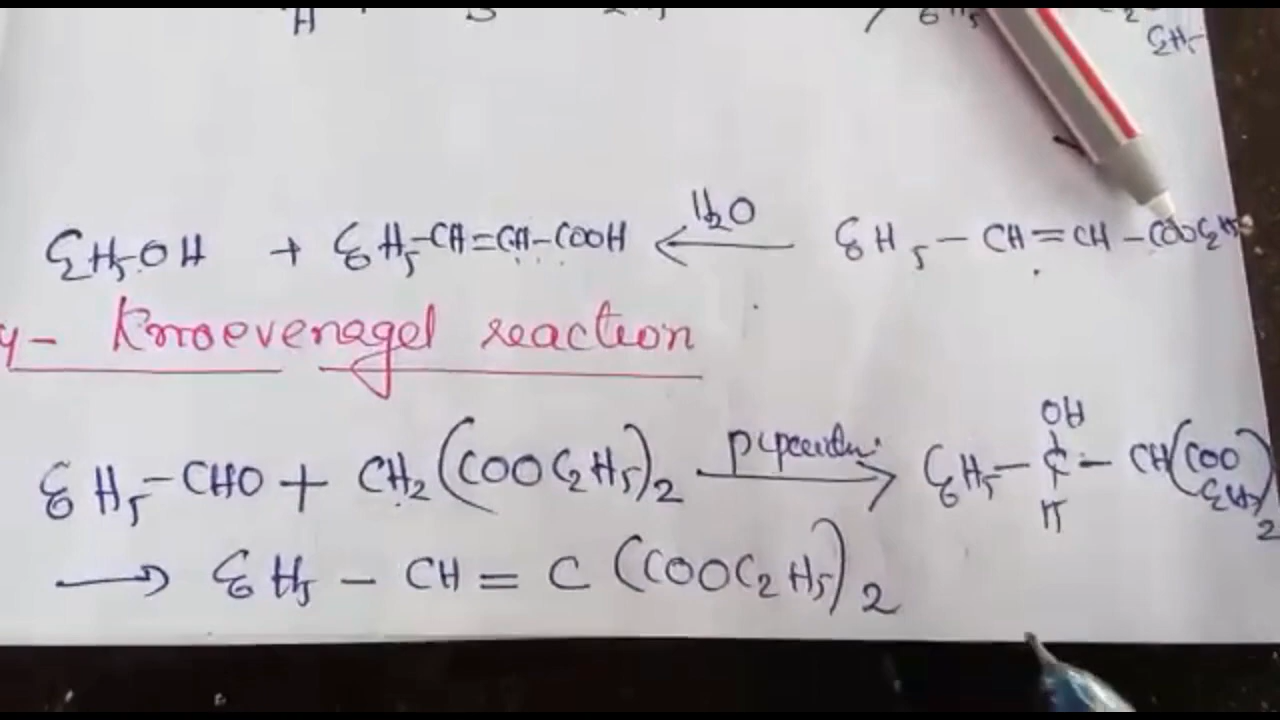 C2H5OH + C6H5-CH=CH-COOH ←H2O C6H5-CH=CH-COOC2H5
4- Knoevenagel reaction
C6H5-CHO + CH2(COOC2H5)2 → C6H5-C-CH(COOC2H5)2
OH
H
→ C6H5-CH=C(COOC2H5)2